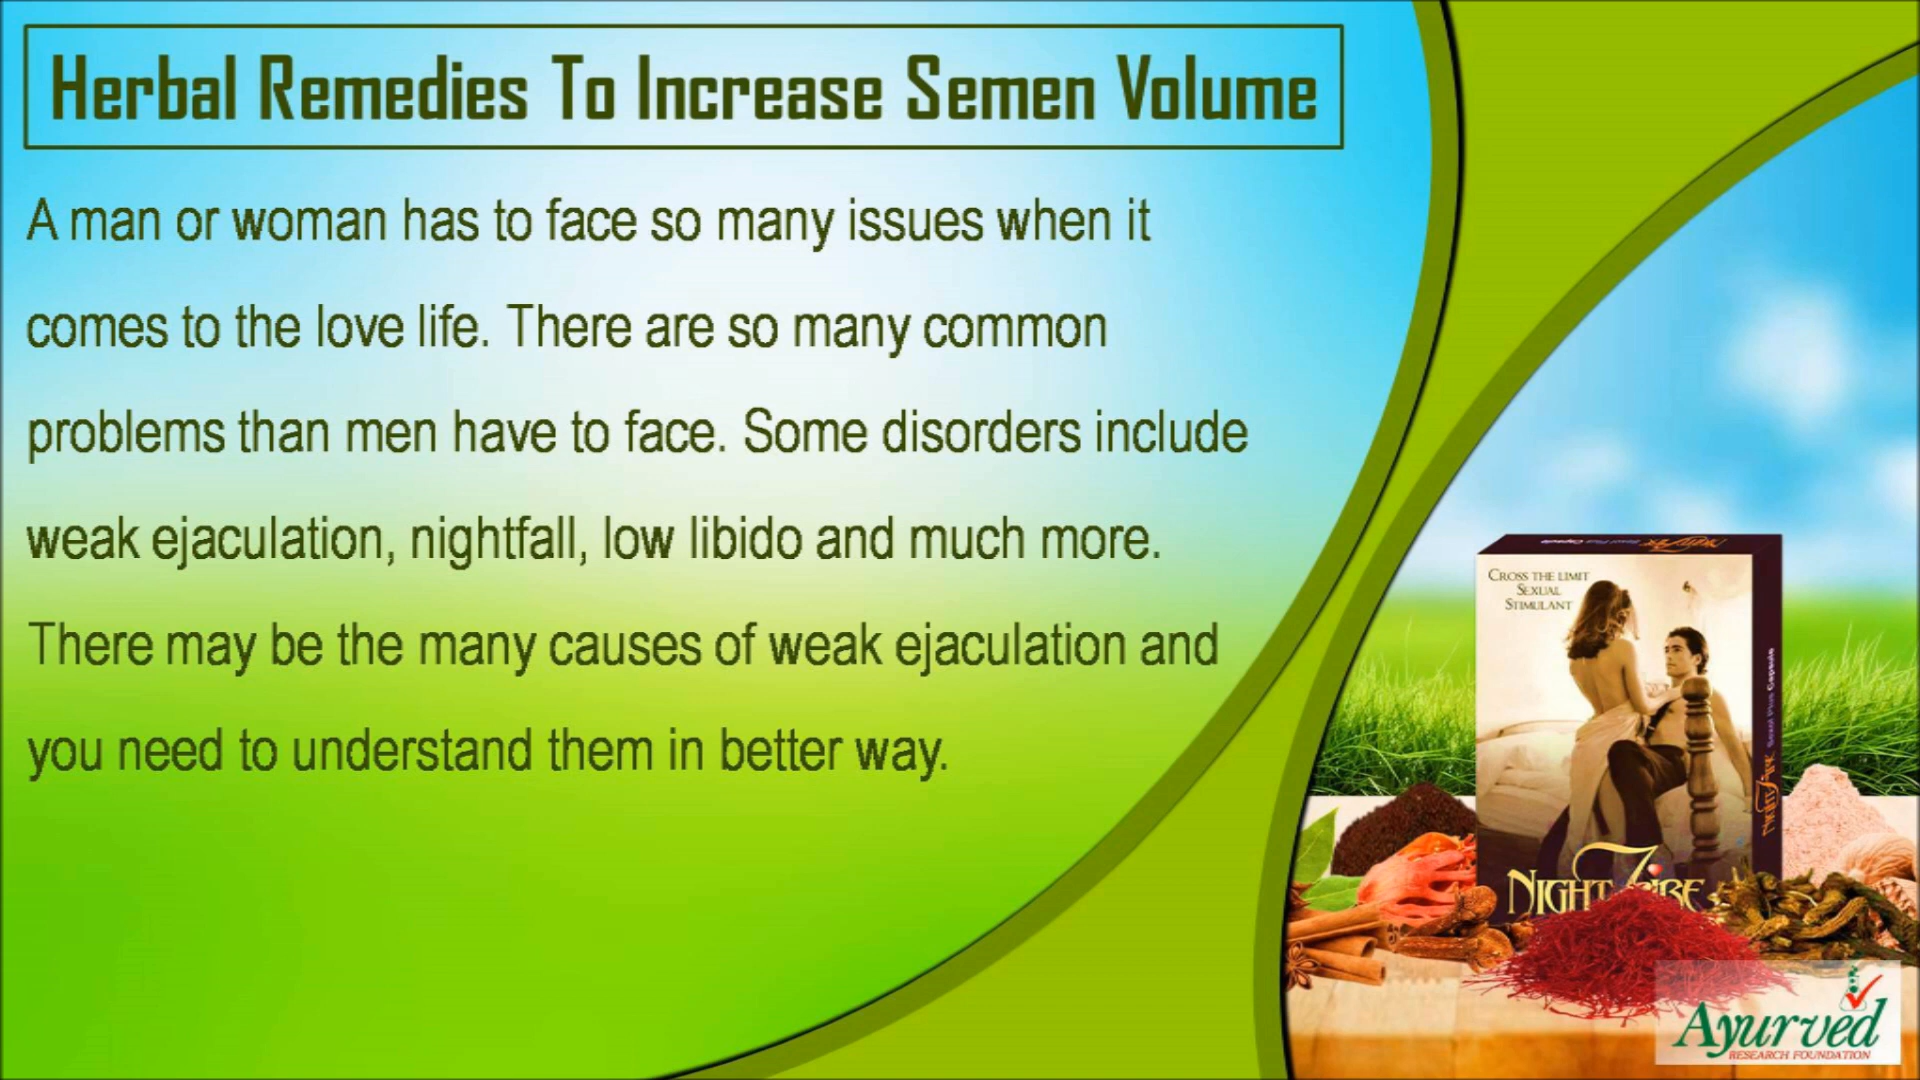 Herbal Remedies To Increase Semen Volume
A man or woman has to face so many issues when it
comes to the love life. There are so many common
problems than men have to face. Some disorders include
weak ejaculation, nightfall, low libido and much more.
There may be the many causes of weak ejaculation and
you need to understand them in better way.
CROSS THE LIMIT
SEXUAL
STIMULANT
NightFire
NIGHT FIRE
Ayurved
RESEARCH FOUNDATION